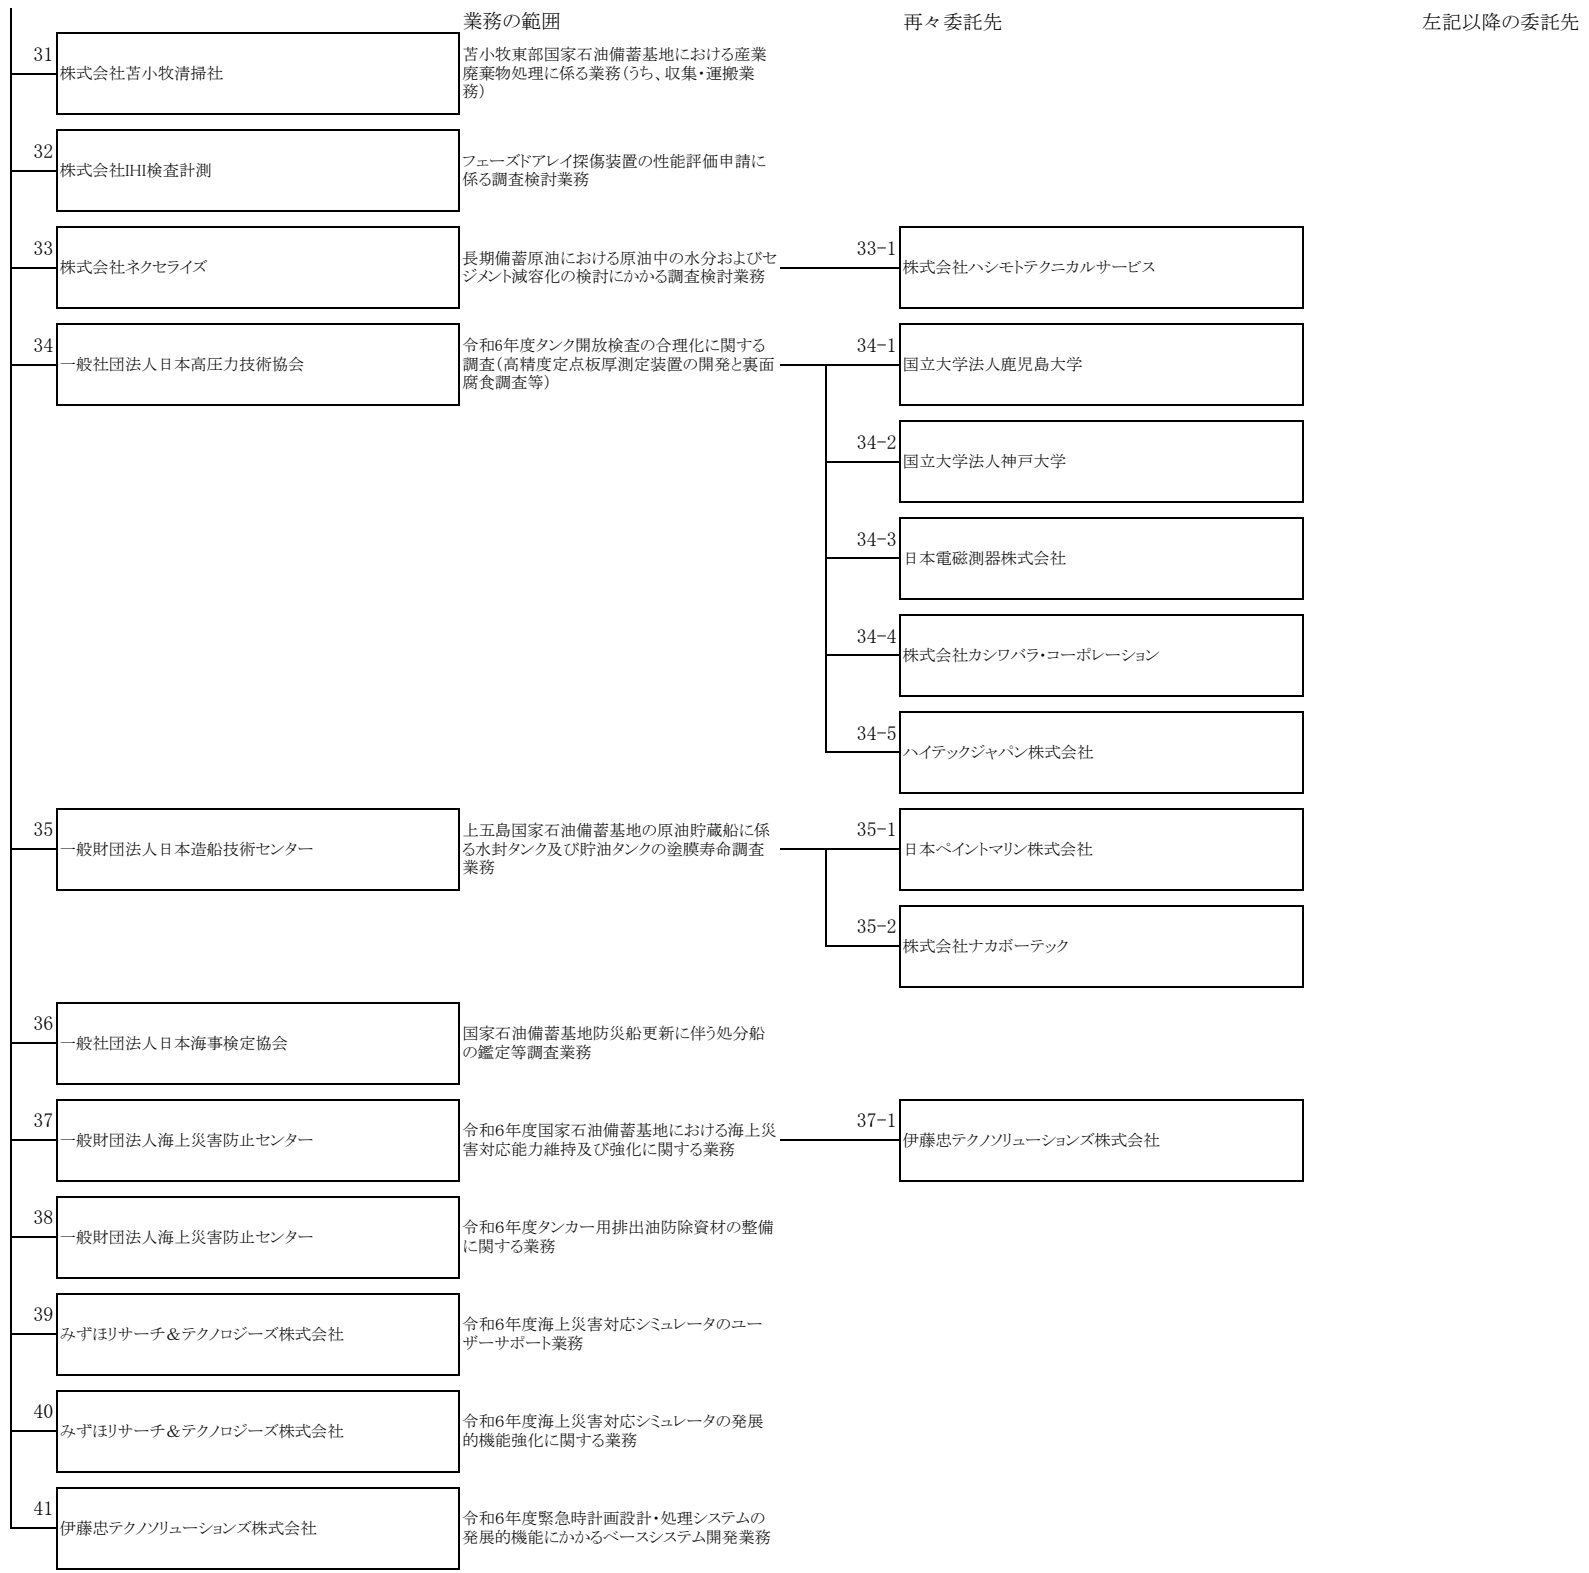 業務の範囲
再々委託先
左記以降の委託先
31
株式会社苫小牧清掃社
苫小牧東部国家石油備蓄基地における産業
廃棄物処理に係る業務(うち、収集・運搬業
務)
32
株式会社IHI検査計測
フェーズドアレイ探傷装置の性能評価申請に
係る調査検討業務
33
株式会社ネクセライズ
長期備蓄原油における原油中の水分およびセ
ジメント減容化の検討にかかる調査検討業務
33-1
株式会社ハシモトテクニカルサービス
34
一般社団法人日本高圧力技術協会
令和6年度タンク開放検査の合理化に関する
調査(高精度定点板厚測定装置の開発と裏面
腐食調査等)
34-1
国立大学法人鹿児島大学
34-2
国立大学法人神戸大学
34-3
日本電磁測器株式会社
34-4
株式会社カシワバラ・コーポレーション
34-5
ハイテックジャパン株式会社
35
一般財団法人日本造船技術センター
上五島国家石油備蓄基地の原油貯蔵船に係
る水封タンク及び貯油タンクの塗膜寿命調査
業務
35-1
日本ペイントマリン株式会社
35-2
株式会社ナカボーテック
36
一般社団法人日本海事検定協会
国家石油備蓄基地防災船更新に伴う処分船
の鑑定等調査業務
37
一般財団法人海上災害防止センター
令和6年度国家石油備蓄基地における海上災
害対応能力維持及び強化に関する業務
37-1
伊藤忠テクノソリューションズ株式会社
38
一般財団法人海上災害防止センター
令和6年度タンカー用排出油防除資材の整備
に関する業務
39
みずほリサーチ&テクノロジーズ株式会社
令和6年度海上災害対応シミュレータのユー
ザーサポート業務
40
みずほリサーチ&テクノロジーズ株式会社
令和6年度海上災害対応シミュレータの発展
的機能強化に関する業務
41
伊藤忠テクノソリューションズ株式会社
令和6年度緊急時計画設計・処理システムの
発展的機能にかかるベースシステム開発業務